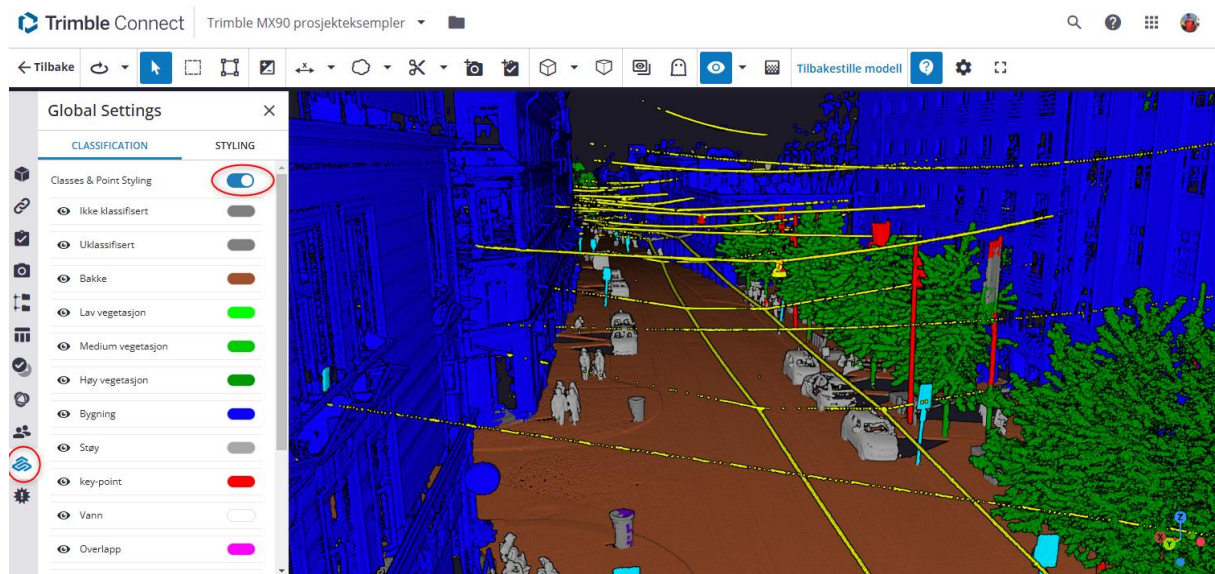 Trimble Connect Trimble MX90 prosjekteksempler
Tilbake Tilbakestille modell
Global Settings
CLASSIFICATION STYLING
Classes & Point Styling
Ikke klassifisert
Uklassifisert
Bakke
Lav vegetasjon
Medium vegetasjon
Høy vegetasjon
Bygning
Støy
key-point
Vann
Overlapp
Z
X
Y